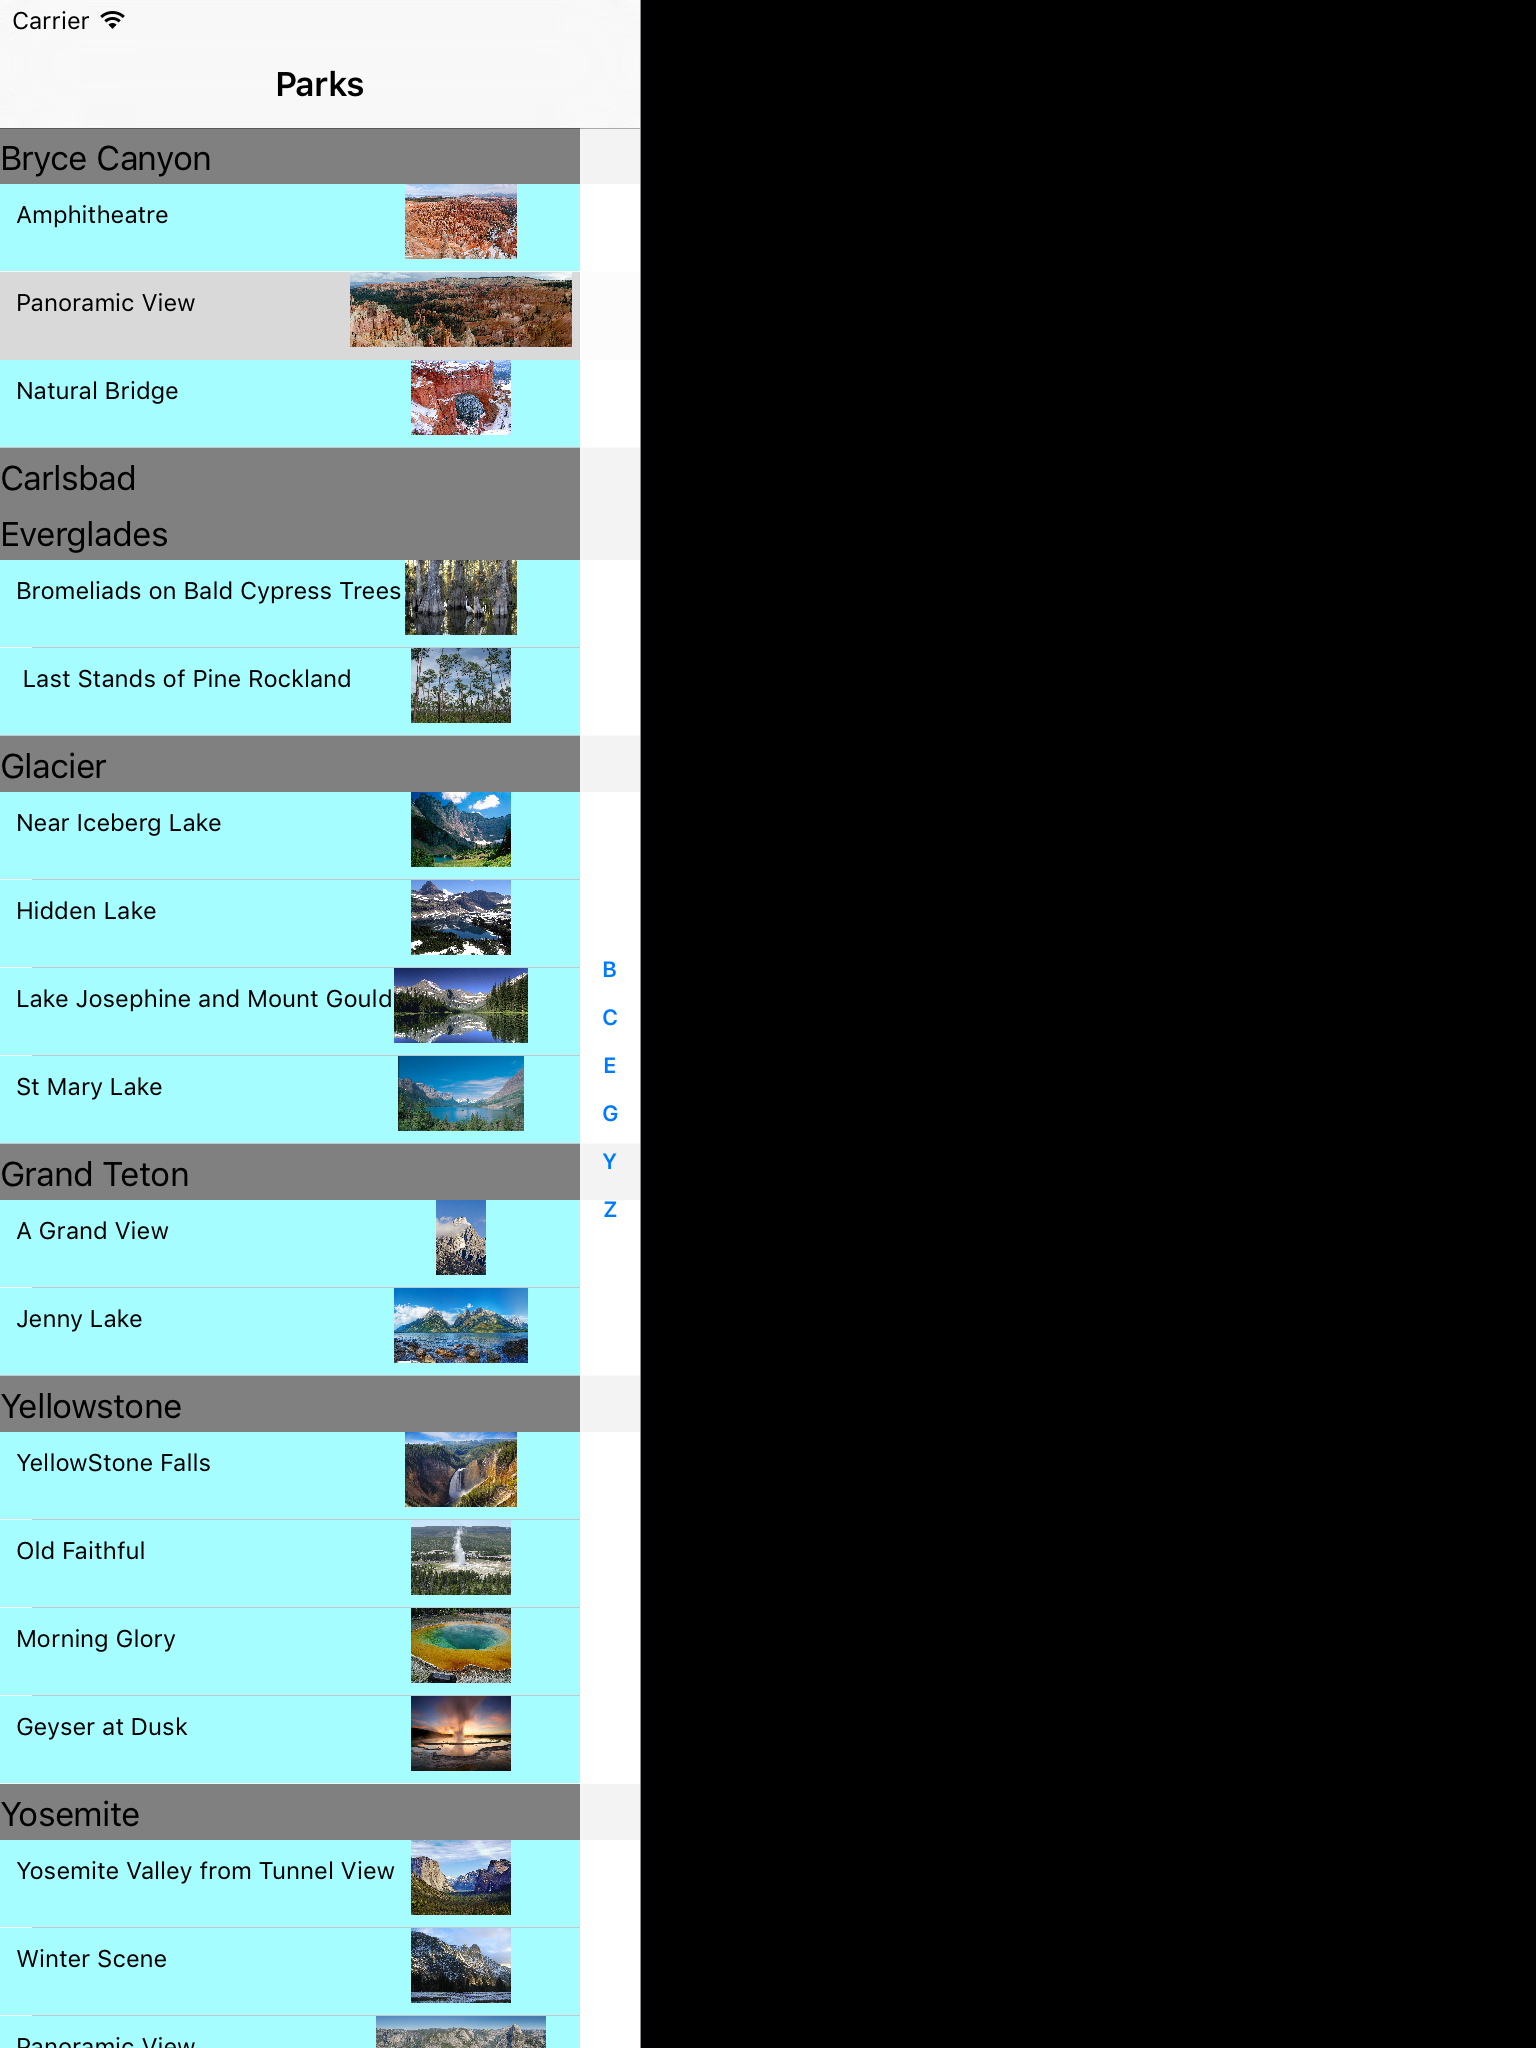 Carrier
Parks
Bryce Canyon
Amphitheatre
Panoramic View
Natural Bridge
Carlsbad
Everglades
Bromeliads on Bald Cypress Trees
Last Stands of Pine Rockland
Glacier
Near Iceberg Lake
Hidden Lake
Lake Josephine and Mount Gould
St Mary Lake
Grand Teton
A Grand View
Jenny Lake
Yellowstone
YellowStone Falls
Old Faithful
Morning Glory
Geyser at Dusk
Yosemite
Yosemite Valley from Tunnel View
Winter Scene
Panoramic View
B
C
E
G
Y
Z